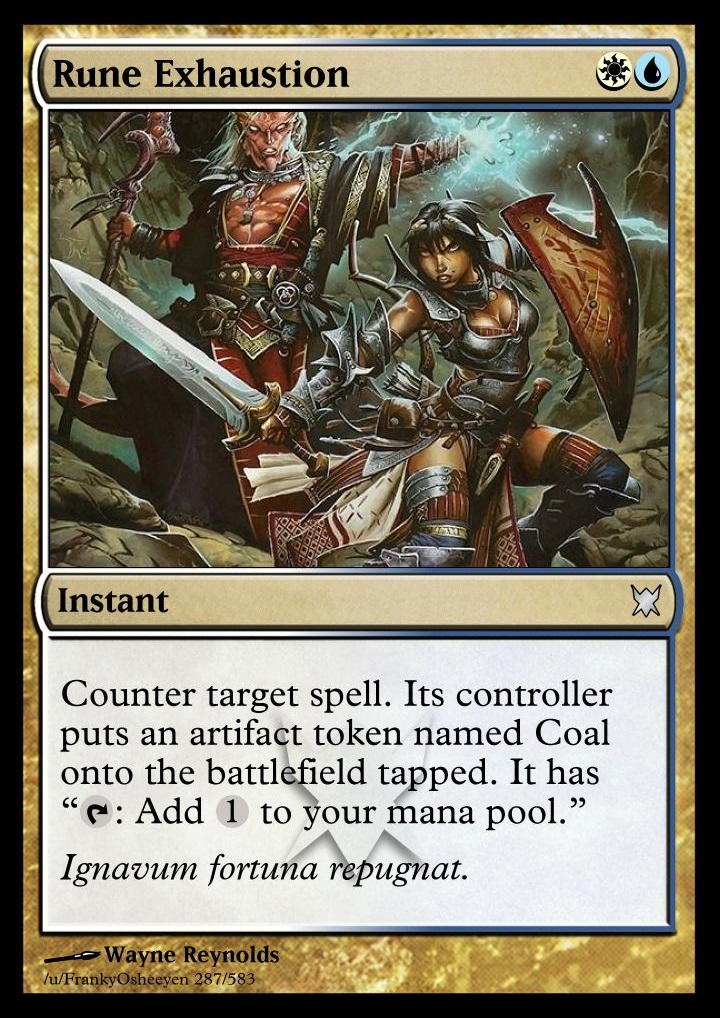 Rune Exhaustion
Instant
Counter target spell. Its controller
puts an artifact token named Coal
onto the battlefield tapped. It has
“: Add 1 to your mana pool.”
Ignavum fortuna repugnat.
Wayne Reynolds
/u/FrankyOsheeyen 287/583